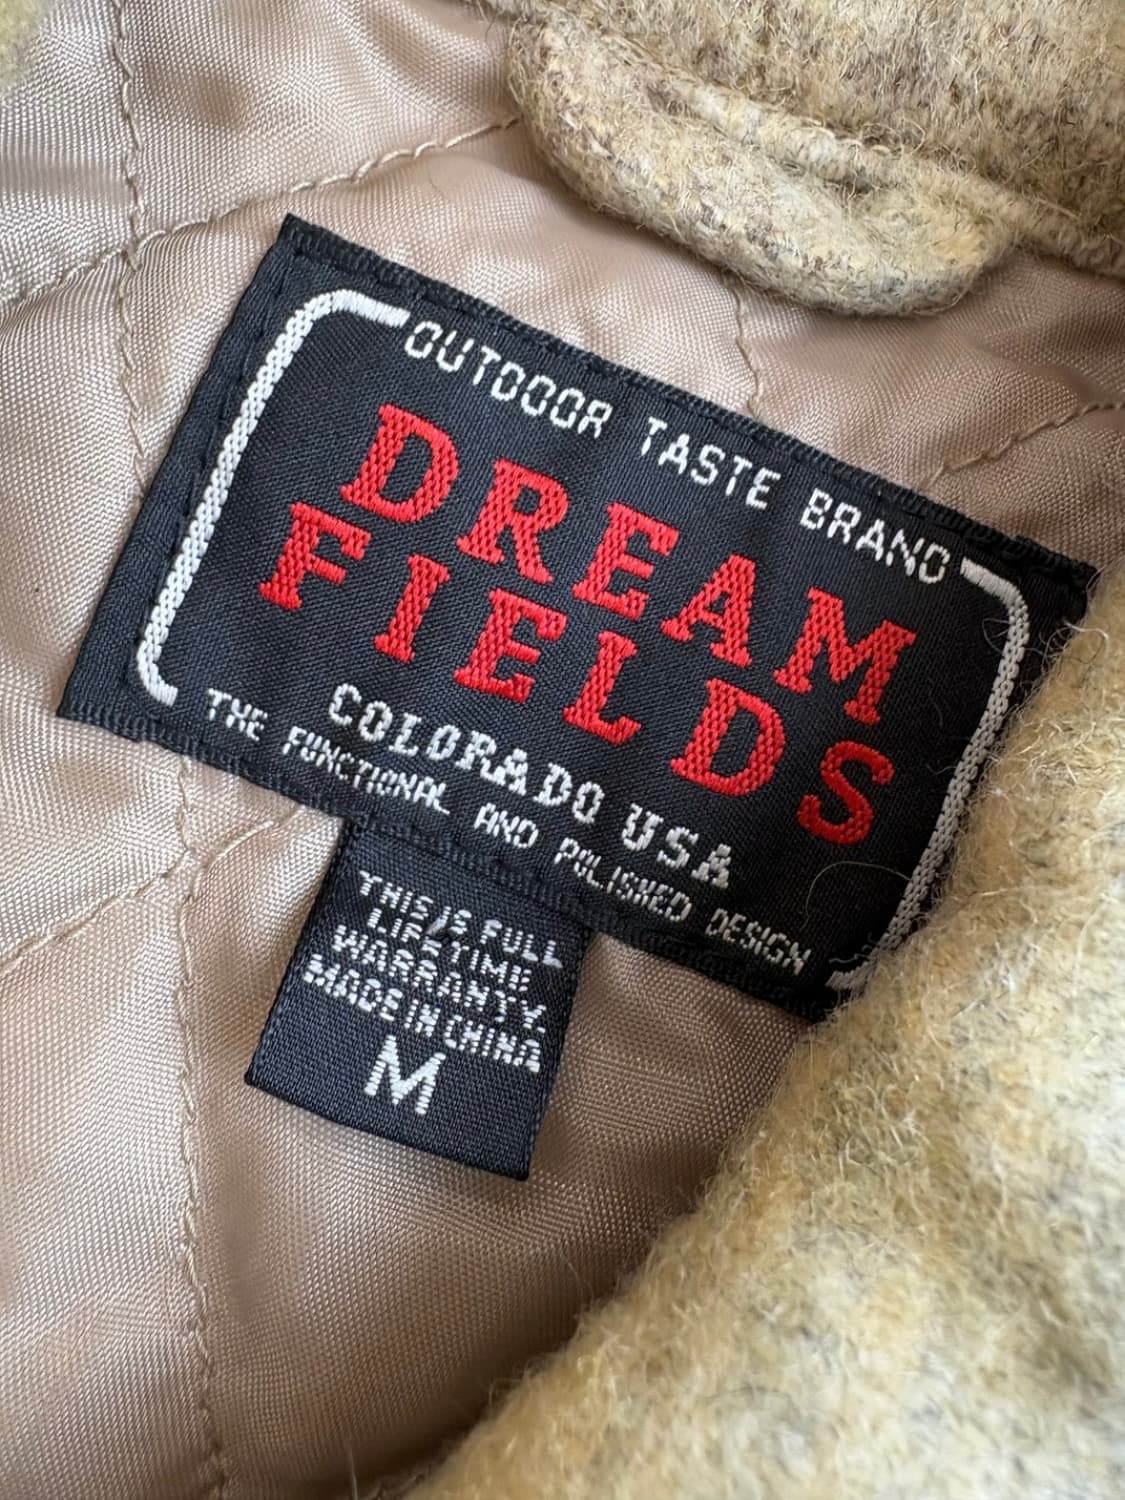 OUTDOOR TASTE BRAND
DREAM
FIELDS
COLORADO USA
THE FUNCTIONAL AND POLISHED DESIGN
THIS IS FULL
LIFETIME
WARRANTY.
MADE IN CHINA
M